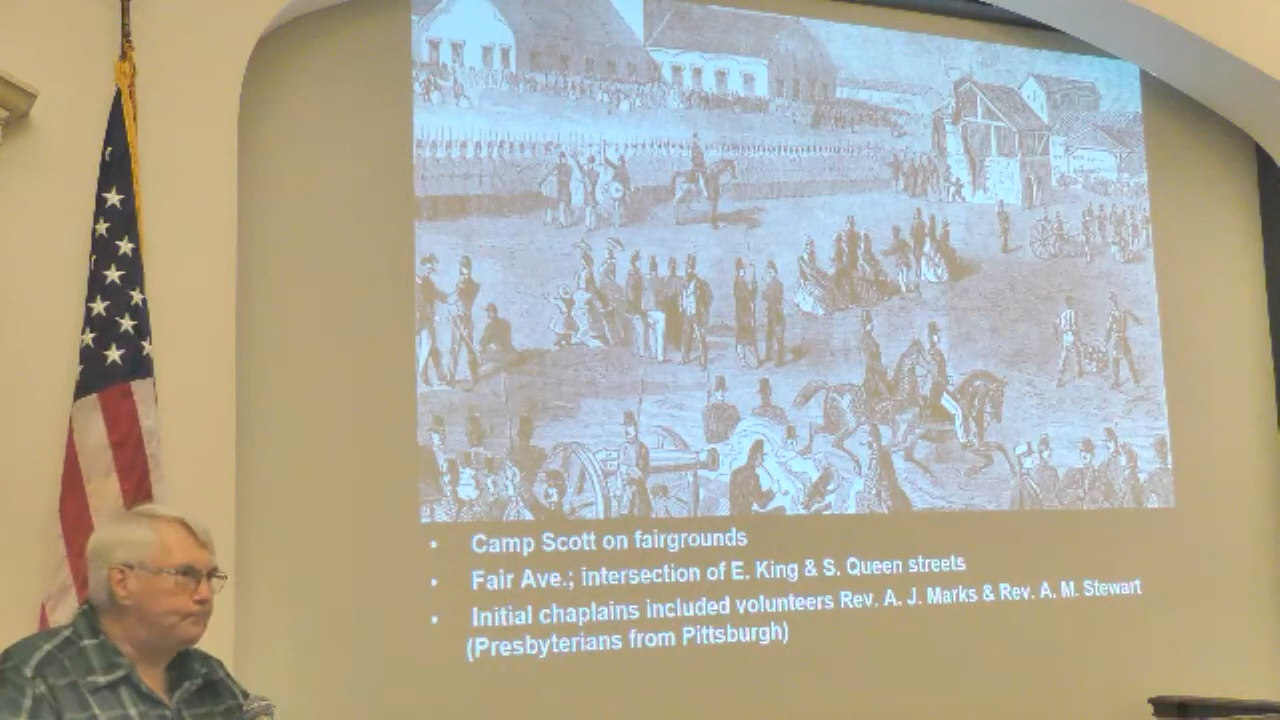 • Camp Scott on fairgrounds
• Fair Ave.; intersection of E. King & S. Queen streets
• Initial chaplains included volunteers Rev. A. J. Marks & Rev. A. M. Stewart
(Presbyterians from Pittsburgh)